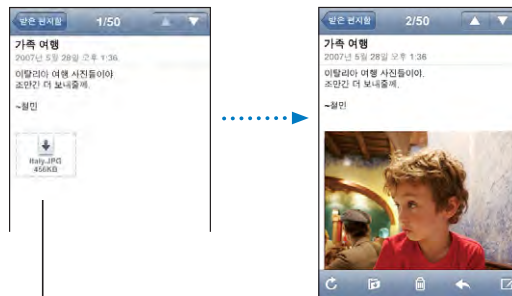 받은 편지함 1/50
가족 여행
2007년 5월 28일 오후 1:36
이탈리아 여행 사진들이야.
조만간 더 보내줄께.
~철민
Italy.JPG
456KB
받은 편지함 2/50
가족 여행
2007년 5월 28일 오후 1:36
이탈리아 여행 사진들이야.
조만간 더 보내줄께.
~철민